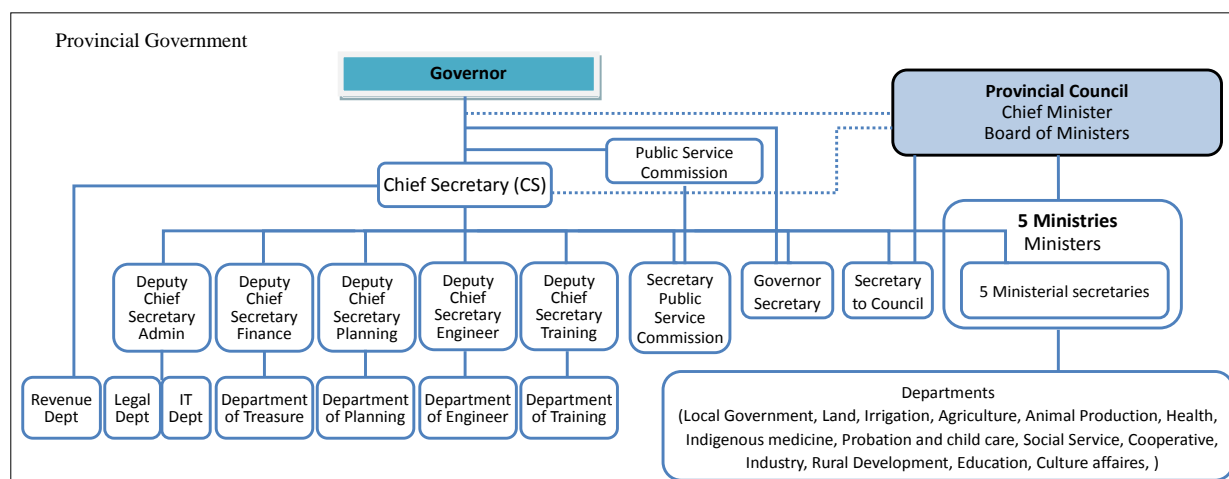 Provincial Government
Governor
Provincial Council
Chief Minister
Board of Ministers
Public Service
Commission
Chief Secretary (CS)
5 Ministries
Ministers
5 Ministerial secretaries
Deputy
Chief
Secretary
Admin
Deputy
Chief
Secretary
Finance
Deputy
Chief
Secretary
Planning
Deputy
Chief
Secretary
Engineer
Deputy
Chief
Secretary
Training
Secretary
Public
Service
Commission
Governor
Secretary
Secretary
to Council
Revenue
Dept
Legal
Dept
IT
Dept
Department
of Treasure
Department
of Planning
Department
of Engineer
Department
of Training
Departments
(Local Government, Land, Irrigation, Agriculture, Animal Production, Health,
Indigenous medicine, Probation and child care, Social Service, Cooperative,
Industry, Rural Development, Education, Culture affaires, )